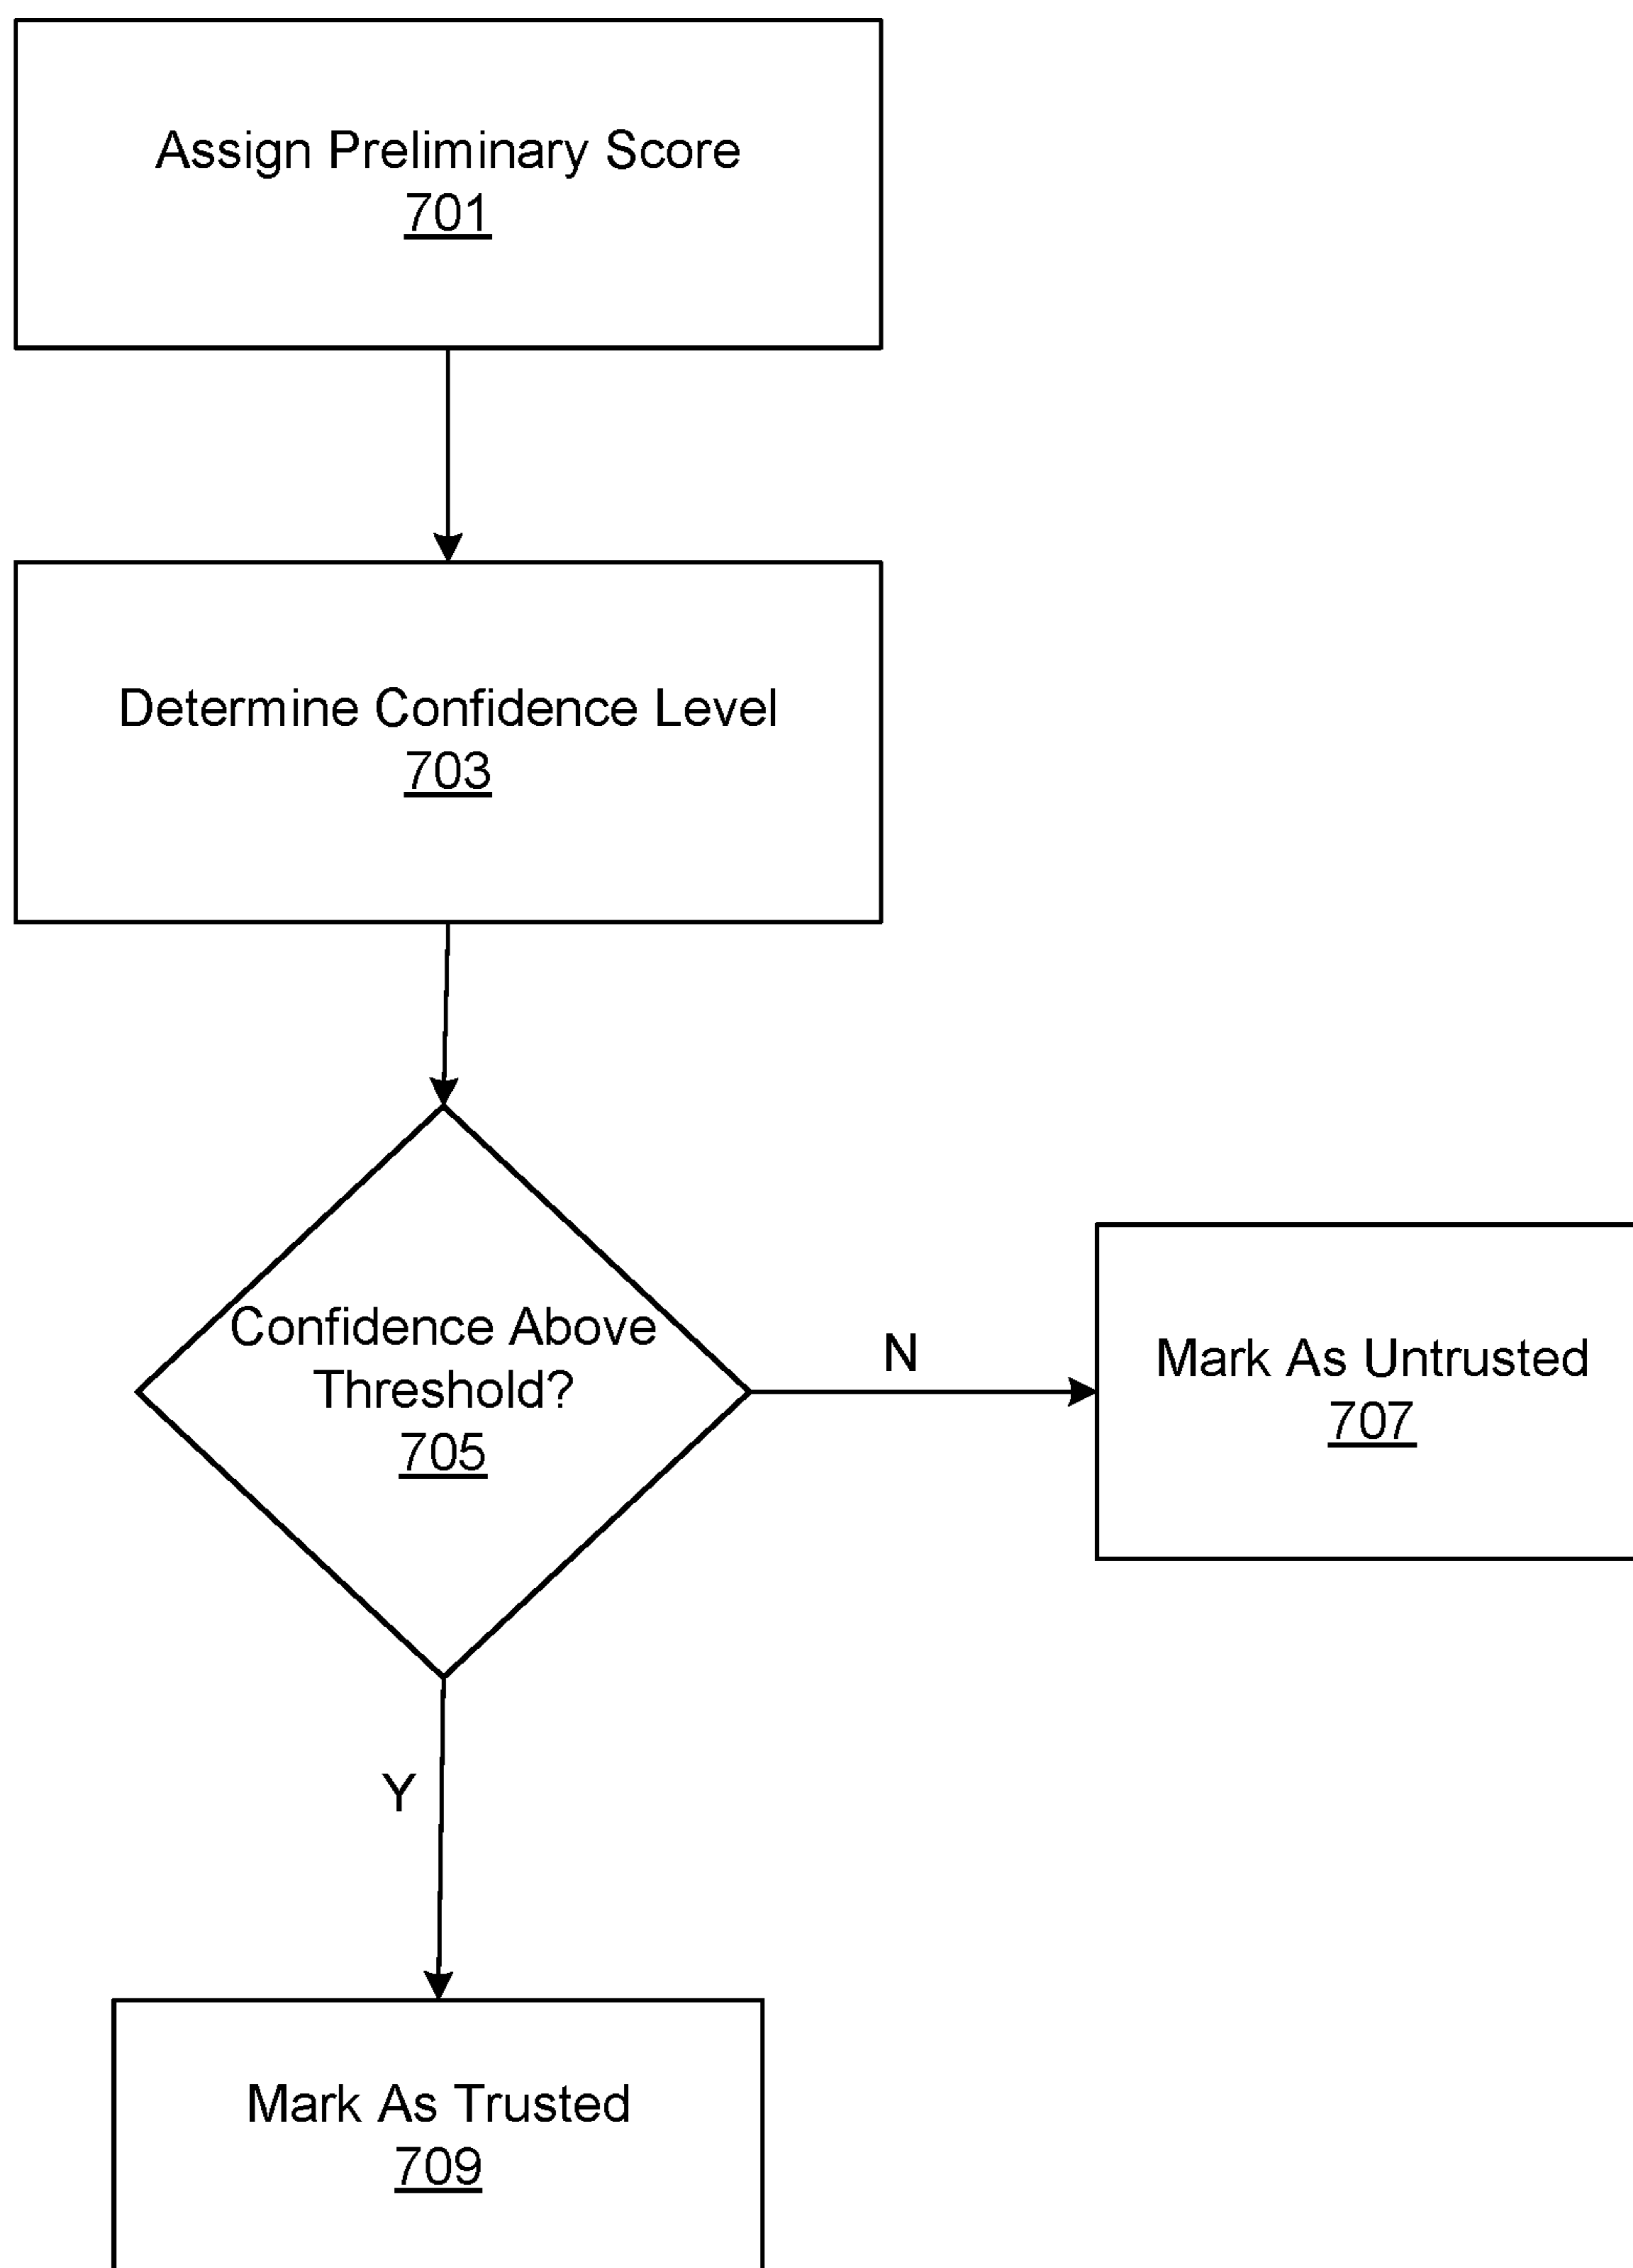 Assign Preliminary Score
701
Determine Confidence Level
703
Confidence Above
Threshold?
705
N
Mark As Untrusted
707
Y
Mark As Trusted
709